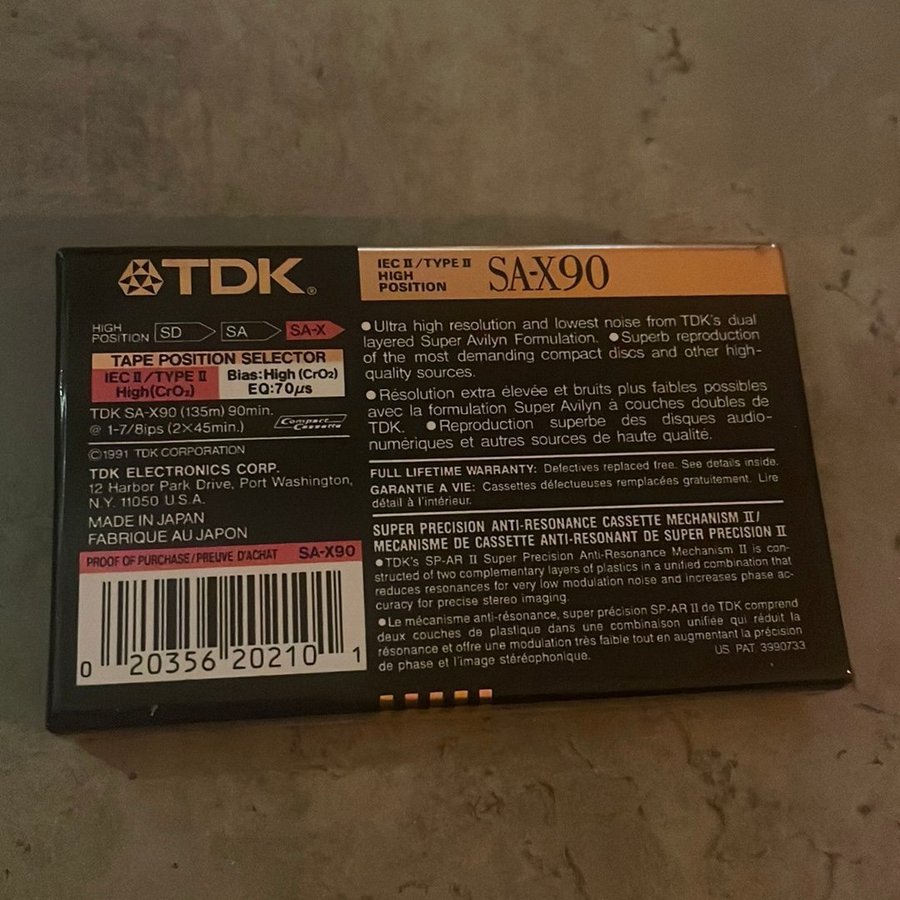 TDK®
IEC II/TYPE II
HIGH
POSITION
SA-X90
HIGH
POSITION
SD
SA
SA-X
TAPE POSITION SELECTOR
IEC II/TYPE II
High(CrO₂)
Bias:High (CrO₂)
EQ:70µs
TDK SA-X90 (135m) 90min.
@ 1-7/8ips (2×45min.)
Compact
Cassette
©1991 TDK CORPORATION
TDK ELECTRONICS CORP.
12 Harbor Park Drive, Port Washington,
N.Y. 11050 U.S.A.
MADE IN JAPAN
FABRIQUE AU JAPON
PROOF OF PURCHASE/PREUVE D'ACHAT SA-X90
0 20356 20210 1
●Ultra high resolution and lowest noise from TDK's dual
layered Super Avilyn Formulation. ●Superb reproduction
of the most demanding compact discs and other high-
quality sources.
●Résolution extra élevée et bruits plus faibles possibles
avec la formulation Super Avilyn à couches doubles de
TDK. ●Reproduction superbe des disques audio-
numériques et autres sources de haute qualité.
FULL LIFETIME WARRANTY: Defectives replaced free. See details inside.
GARANTIE A VIE: Cassettes défectueuses remplacées gratuitement. Lire
détail à l'intérieur.
SUPER PRECISION ANTI-RESONANCE CASSETTE MECHANISM II/
MECANISME DE CASSETTE ANTI-RESONANT DE SUPER PRECISION II
●TDK's SP-AR II Super Precision Anti-Resonance Mechanism II is con-
structed of two complementary layers of plastics in a unified combination that
reduces resonances for very low modulation noise and increases phase ac-
curacy for precise stereo imaging.
●Le mécanisme anti-résonance, super précision SP-AR II de TDK comprend
deux couches de plastique dans une combinaison unifiée qui réduit la
résonance et offre une modulation très faible tout en augmentant la précision
de phase et l'image stéréophonique.
US PAT 3990733